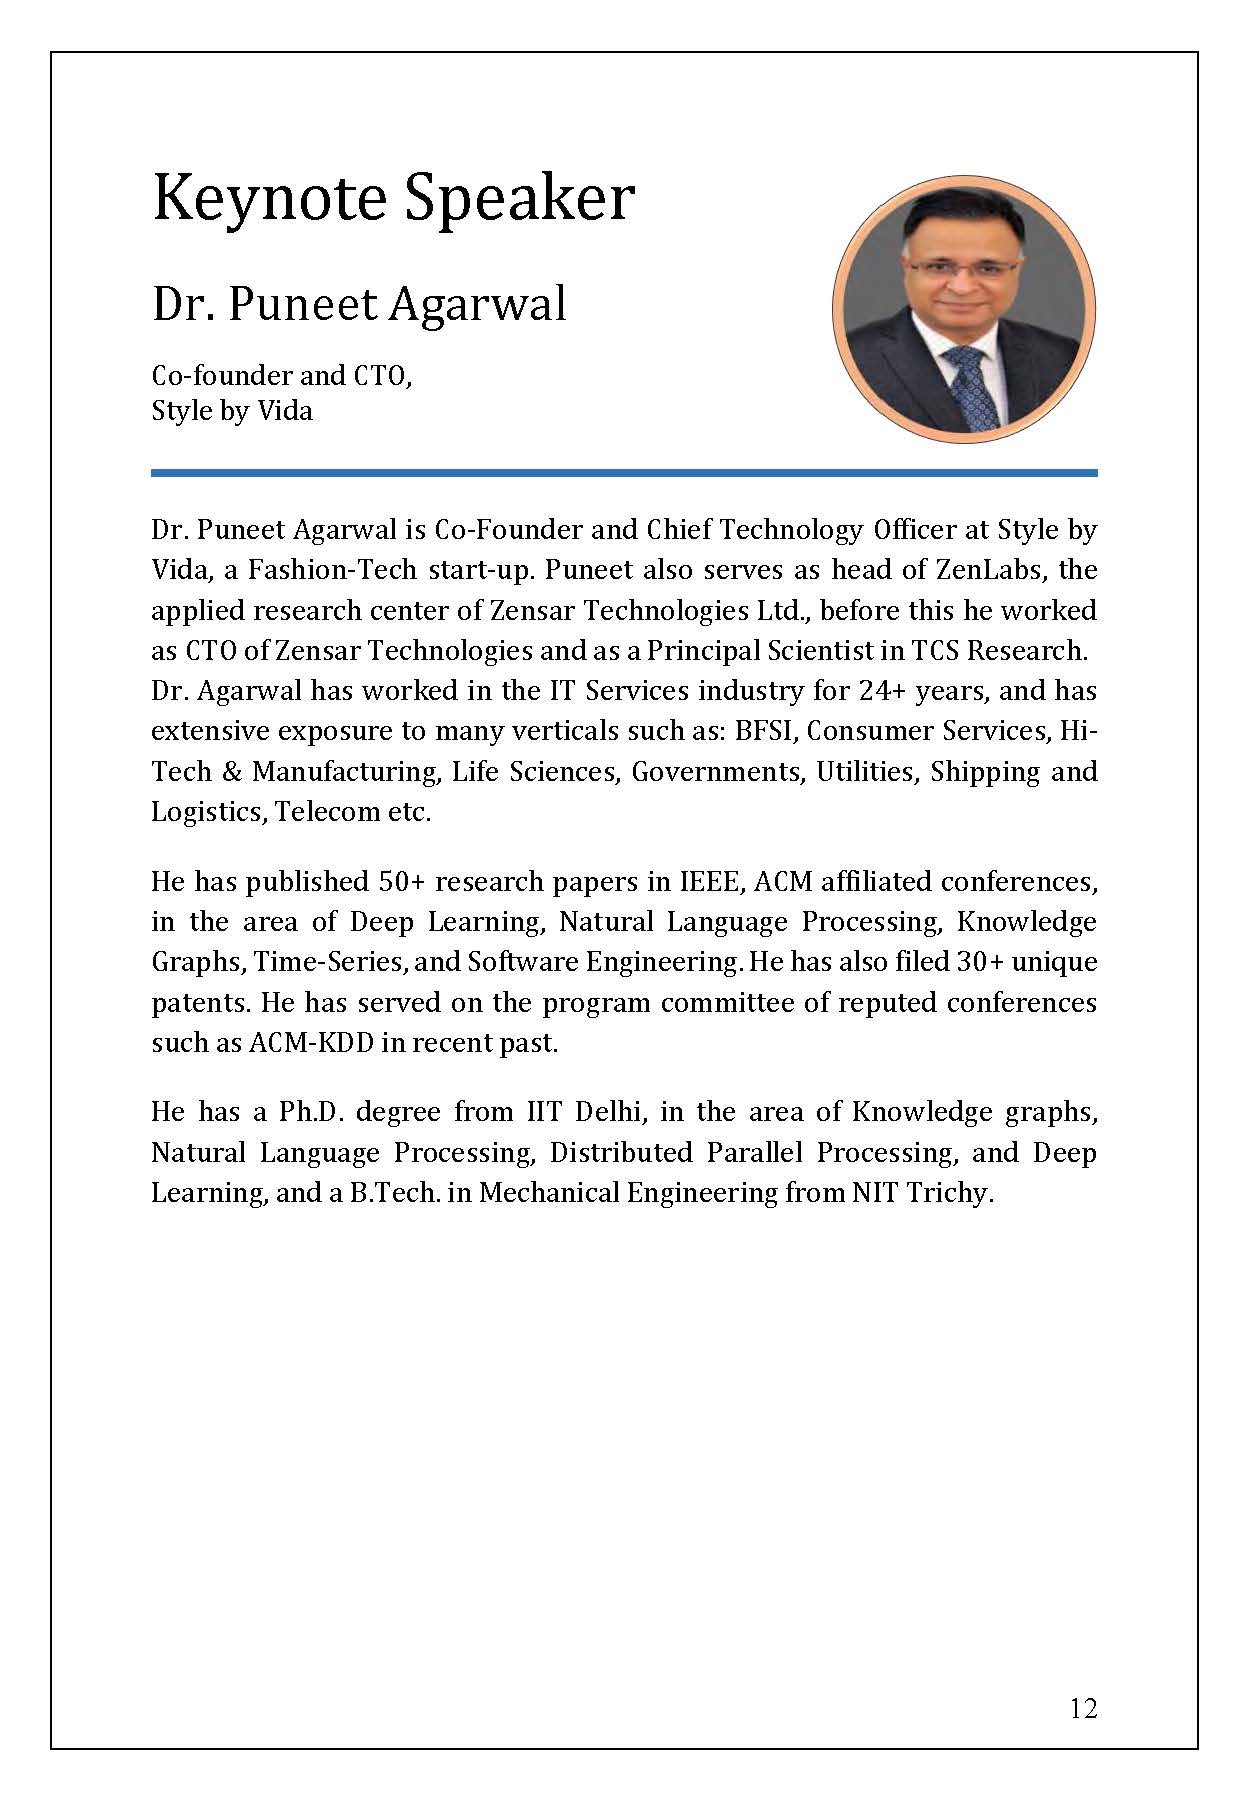 Keynote Speaker
Dr. Puneet Agarwal
Co-founder and CTO,
Style by Vida
Dr. Puneet Agarwal is Co-Founder and Chief Technology Officer at Style by
Vida, a Fashion-Tech start-up. Puneet also serves as head of ZenLabs, the
applied research center of Zensar Technologies Ltd., before this he worked
as CTO of Zensar Technologies and as a Principal Scientist in TCS Research.
Dr. Agarwal has worked in the IT Services industry for 24+ years, and has
extensive exposure to many verticals such as: BFSI, Consumer Services, Hi-
Tech & Manufacturing, Life Sciences, Governments, Utilities, Shipping and
Logistics, Telecom etc.
He has published 50+ research papers in IEEE, ACM affiliated conferences,
in the area of Deep Learning, Natural Language Processing, Knowledge
Graphs, Time-Series, and Software Engineering. He has also filed 30+ unique
patents. He has served on the program committee of reputed conferences
such as ACM-KDD in recent past.
He has a Ph.D. degree from IIT Delhi, in the area of Knowledge graphs,
Natural Language Processing, Distributed Parallel Processing, and Deep
Learning, and a B.Tech. in Mechanical Engineering from NIT Trichy.
12